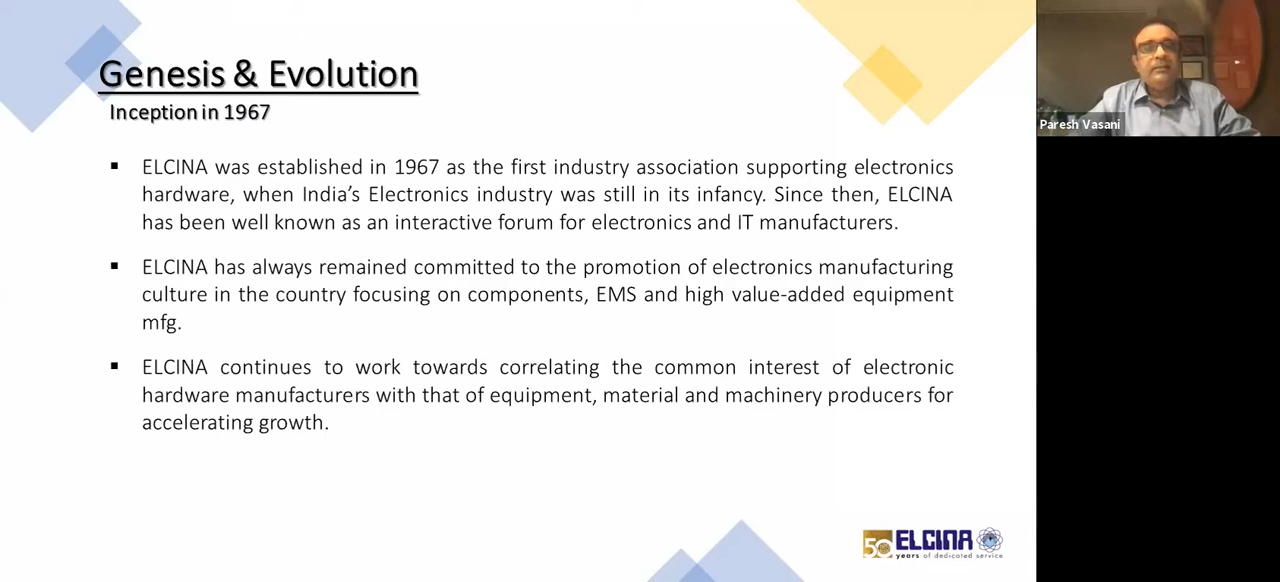 Genesis & Evolution
Inception in 1967
▪ ELCINA was established in 1967 as the first industry association supporting electronics
hardware, when India’s Electronics industry was still in its infancy. Since then, ELCINA
has been well known as an interactive forum for electronics and IT manufacturers.
▪ ELCINA has always remained committed to the promotion of electronics manufacturing
culture in the country focusing on components, EMS and high value-added equipment
mfg.
▪ ELCINA continues to work towards correlating the common interest of electronic
hardware manufacturers with that of equipment, material and machinery producers for
accelerating growth.
50 ELCINA
years of dedicated service
Paresh Vasani